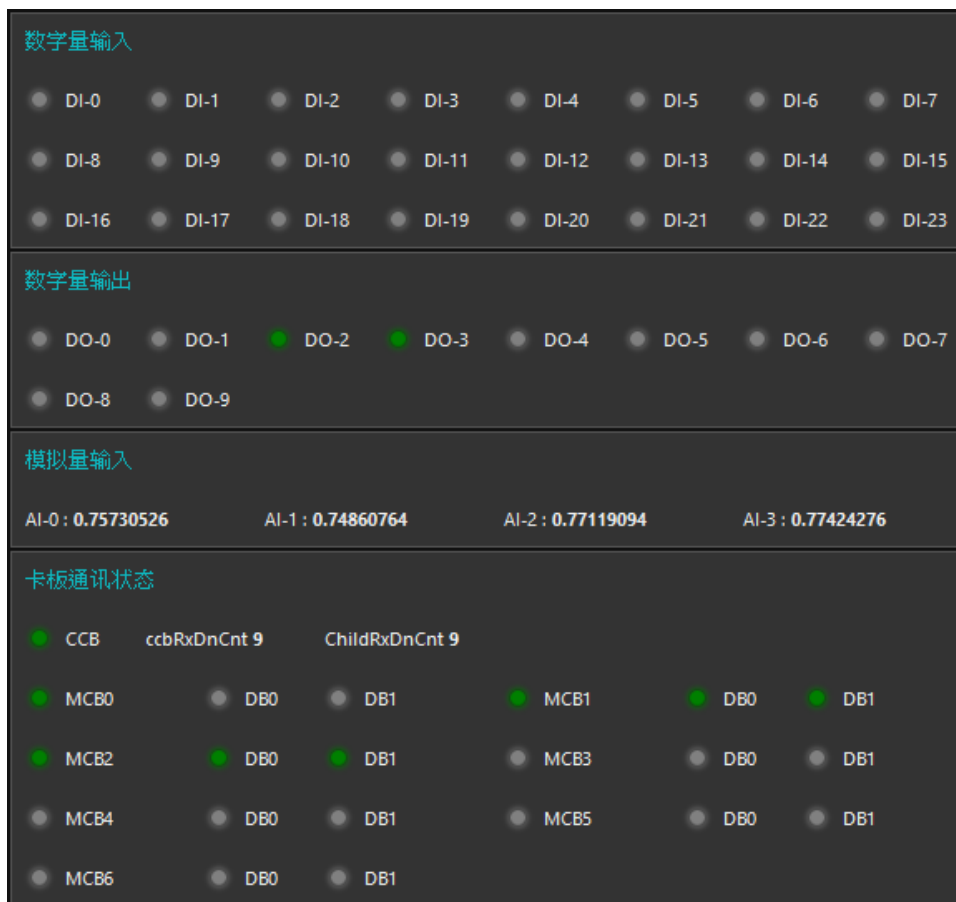 数字量输入
DI-0 DI-1 DI-2 DI-3 DI-4 DI-5 DI-6 DI-7
DI-8 DI-9 DI-10 DI-11 DI-12 DI-13 DI-14 DI-15
DI-16 DI-17 DI-18 DI-19 DI-20 DI-21 DI-22 DI-23
数字量输出
DO-0 DO-1 DO-2 DO-3 DO-4 DO-5 DO-6 DO-7
DO-8 DO-9
模拟量输入
AI-0 : 0.75730526 AI-1 : 0.74860764 AI-2 : 0.77119094 AI-3 : 0.77424276
卡板通讯状态
CCB ccbRxDnCnt 9 ChildRxDnCnt 9
MCB0 DB0 DB1 MCB1 DB0 DB1
MCB2 DB0 DB1 MCB3 DB0 DB1
MCB4 DB0 DB1 MCB5 DB0 DB1
MCB6 DB0 DB1